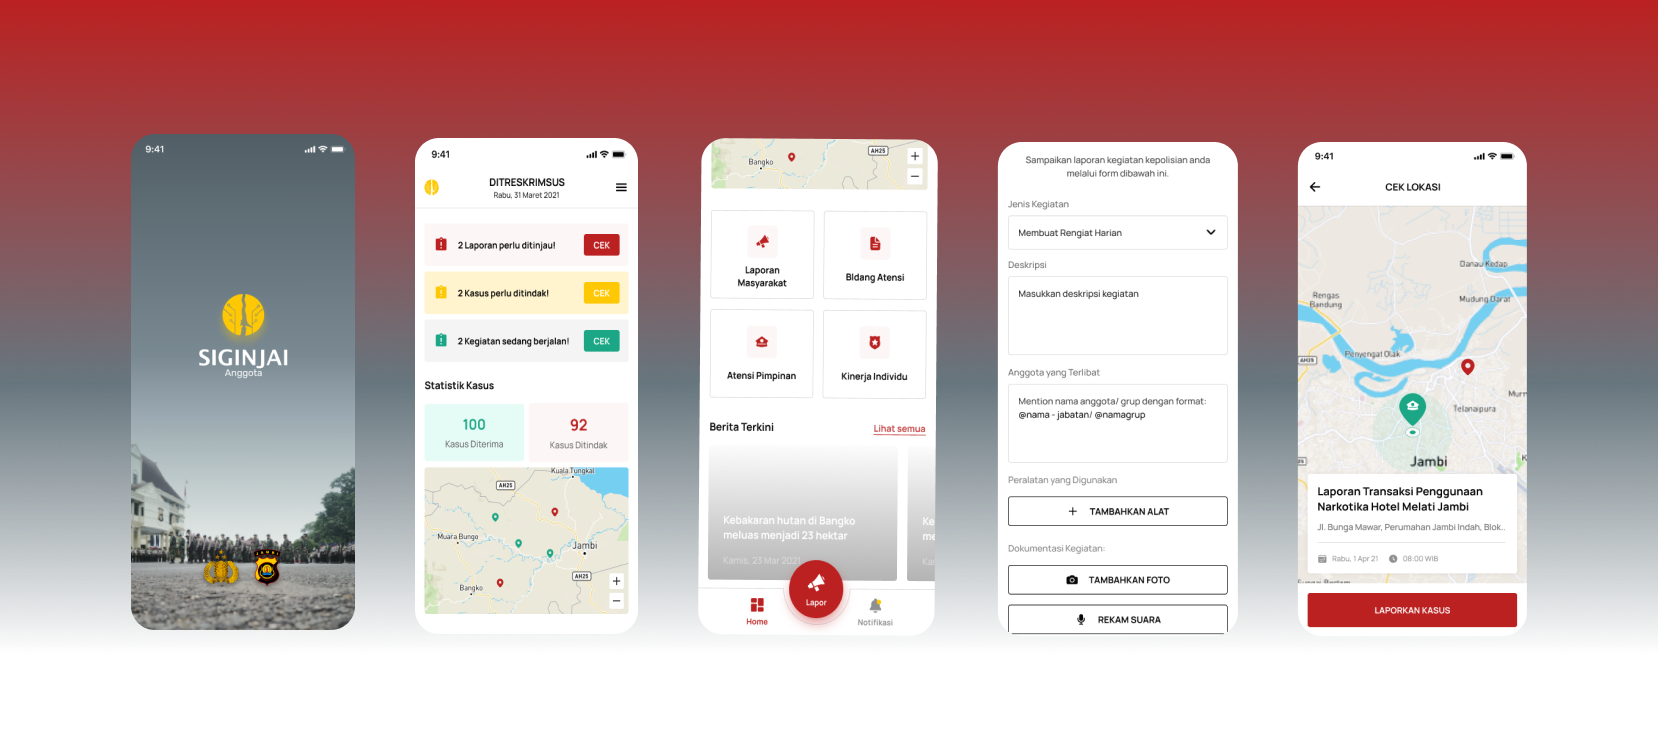 9:41
SIGINJAI
Anggota
9:41
DITRESKRIMSUS
Rabu, 31 Maret 2021
2 Laporan perlu ditinjau!
CEK
2 Kasus perlu ditindak!
CEK
2 Kegiatan sedang berjalan!
CEK
Statistik Kasus
100
Kasus Diterima
92
Kasus Ditindak
Kuala Tungkal
AH25
Muara Bungo
Jambi
AH25
Bangko
+
−
Bangko
AH25
+
−
Laporan
Masyarakat
BIdang Atensi
Atensi Pimpinan
Kinerja Individu
Berita Terkini
Lihat semua
Kebakaran hutan di Bangko
meluas menjadi 23 hektar
Kamis, 23 Mar 2021
Ke
me
Kar
Lapor
Home
Notifikasi
Sampaikan laporan kegiatan kepolisian anda
melalui form dibawah ini.
Jenis Kegiatan
Membuat Rengiat Harian
Deskripsi
Masukkan deskripsi kegiatan
Anggota yang Terlibat
Mention nama anggota/ grup dengan format:
@nama - jabatan/ @namagrup
Peralatan yang Digunakan
+ TAMBAHKAN ALAT
Dokumentasi Kegiatan:
TAMBAHKAN FOTO
REKAM SUARA
9:41
CEK LOKASI
Danau Kedap
Rengas
Bandung
Mudung Darat
Penyengat Olak
AH25
Mur
Telanaipura
Jambi
K
Laporan Transaksi Penggunaan
Narkotika Hotel Melati Jambi
Jl. Bunga Mawar, Perumahan Jambi Indah, Blok..
Rabu, 1 Apr 21
08:00 WIB
LAPORKAN KASUS